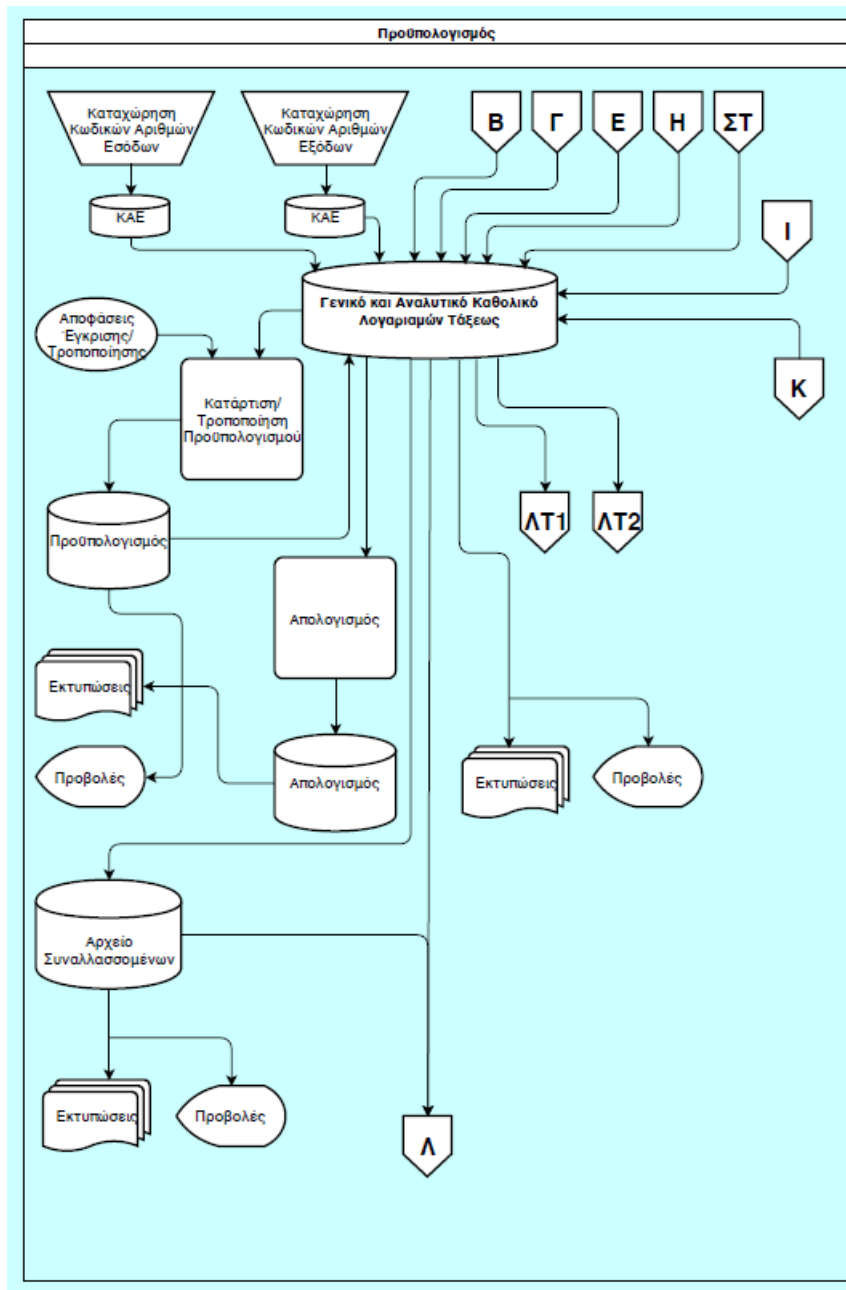 Προϋπολογισμός
Καταχώρηση
Κωδικών Αριθμών
Εσόδων
Καταχώρηση
Κωδικών Αριθμών
Εξόδων
Β
Γ
Ε
Η
ΣΤ
ΚΑΕ
ΚΑΕ
Ι
Γενικό και Αναλυτικό Καθολικό
Λογαριαμών Τάξεως
Αποφάσεις
Έγκρισης/
Τροποποίησης
Κ
Κατάρτιση/
Τροποποίηση
Προϋπολογισμού
ΛΤ1
ΛΤ2
Προϋπολογισμός
Απολογισμός
Εκτυπώσεις
Προβολές
Απολογισμός
Εκτυπώσεις
Προβολές
Αρχείο
Συναλλασσομένων
Εκτυπώσεις
Προβολές
Λ